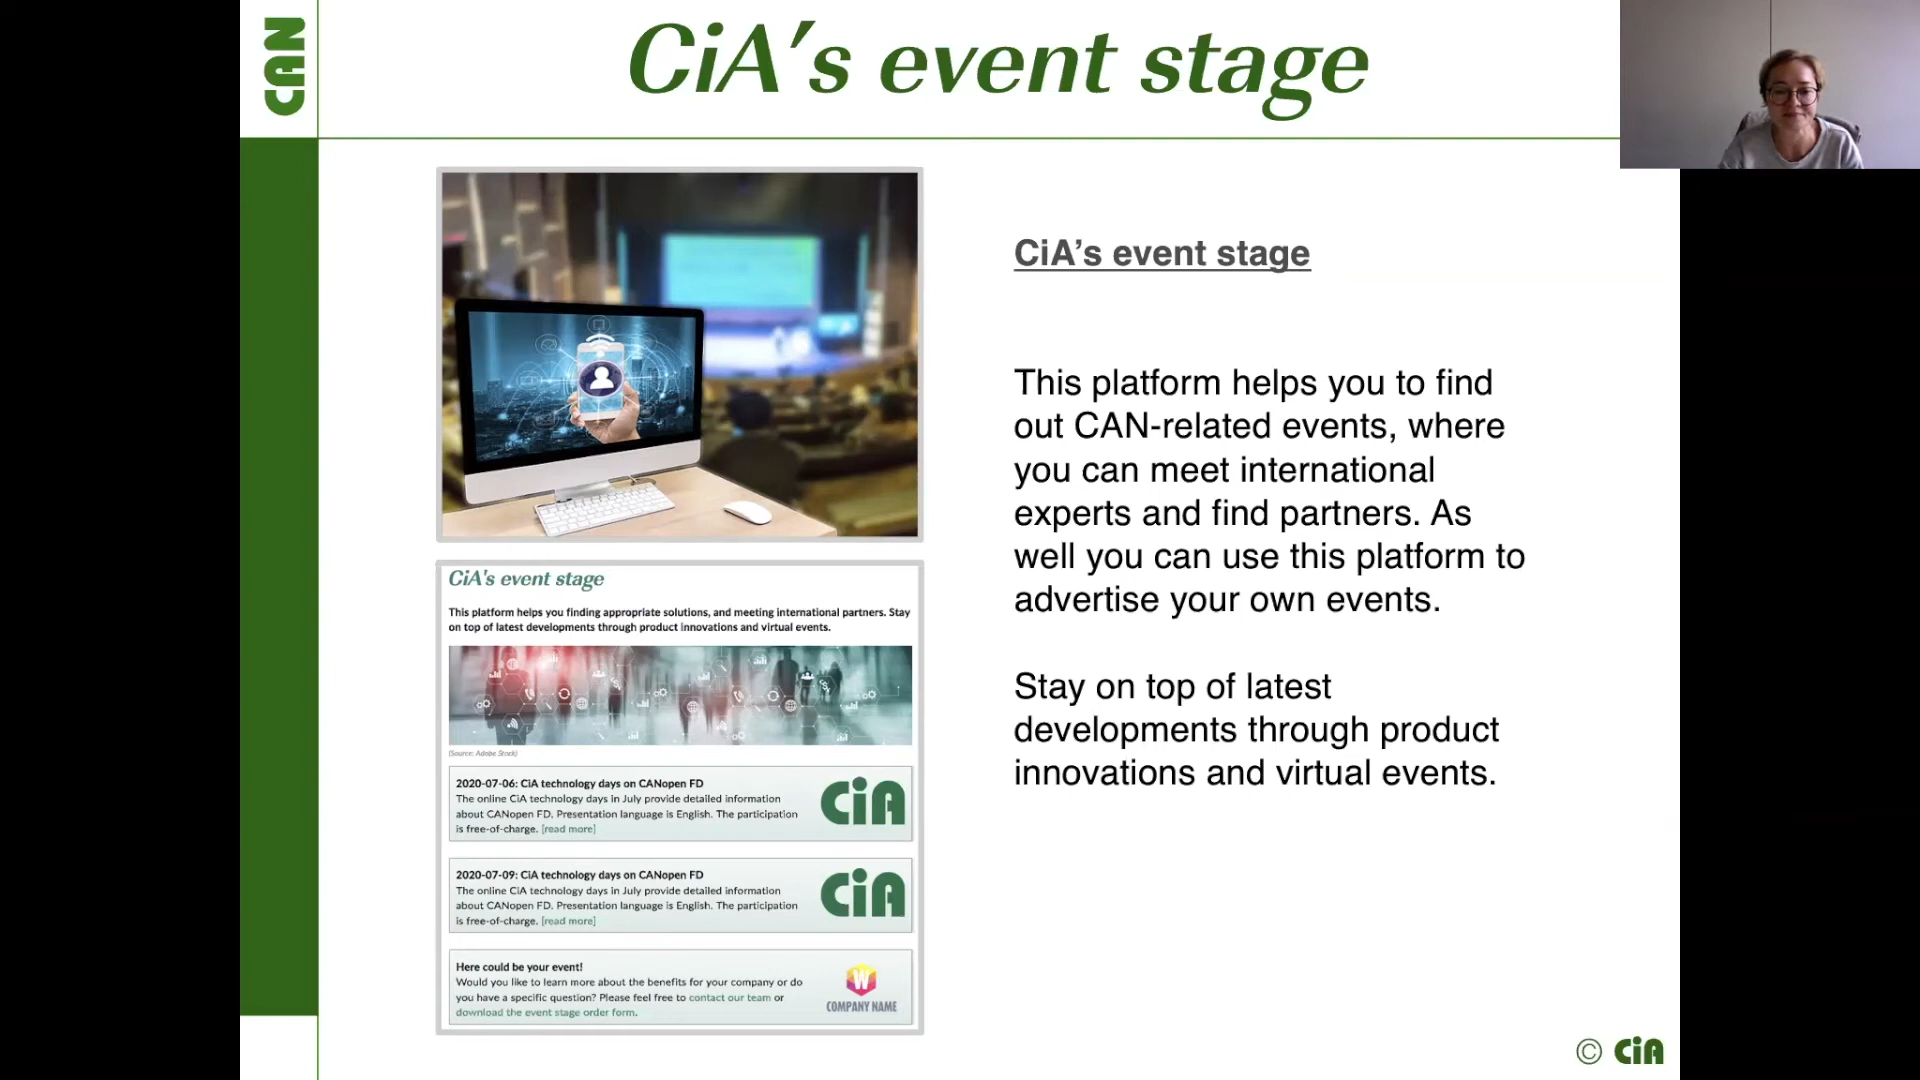 CAN
CiA's event stage
CiA's event stage
This platform helps you to find
out CAN-related events, where
you can meet international
experts and find partners. As
well you can use this platform to
advertise your own events.
Stay on top of latest
developments through product
innovations and virtual events.
CiA's event stage
This platform helps you finding appropriate solutions, and meeting international partners. Stay
on top of latest developments through product innovations and virtual events.
(Source: Adobe Stock)
2020-07-06: CiA technology days on CANopen FD
The online CiA technology days in July provide detailed information
about CANopen FD. Presentation language is English. The participation
is free-of-charge. [read more]
CiA
2020-07-09: CiA technology days on CANopen FD
The online CiA technology days in July provide detailed information
about CANopen FD. Presentation language is English. The participation
is free-of-charge. [read more]
CiA
Here could be your event!
Would you like to learn more about the benefits for your company or do
you have a specific question? Please feel free to contact our team or
download the event stage order form.
W
COMPANY NAME
© CiA